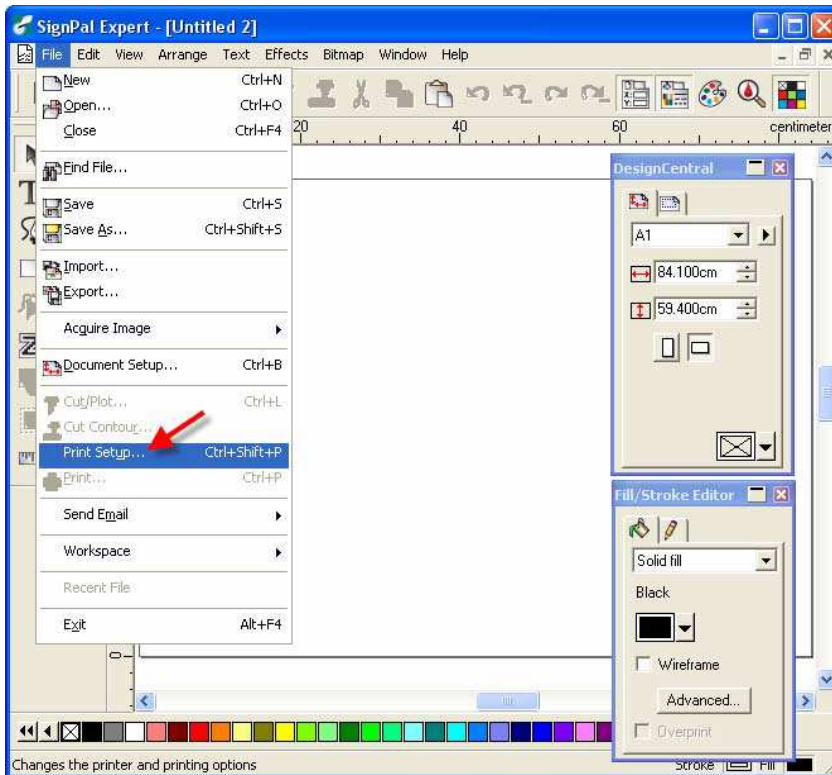 SignPal Expert - [Untitled 2]
File Edit View Arrange Text Effects Bitmap Window Help
New Ctrl+N
Open... Ctrl+O
Close Ctrl+F4
Find File...
Save Ctrl+S
Save As... Ctrl+Shift+S
Import...
Export...
Acquire Image
Document Setup... Ctrl+B
Cut/Plot... Ctrl+L
Cut Contour...
Print Setup... Ctrl+Shift+P
Print... Ctrl+P
Send Email
Workspace
Recent File
Exit Alt+F4
20 40 60 centimeter
DesignCentral
A1
84.100cm
59.400cm
Fill/Stroke Editor
Solid fill
Black
Wireframe
Advanced...
Overprint
0
Changes the printer and printing options
Stroke Fill